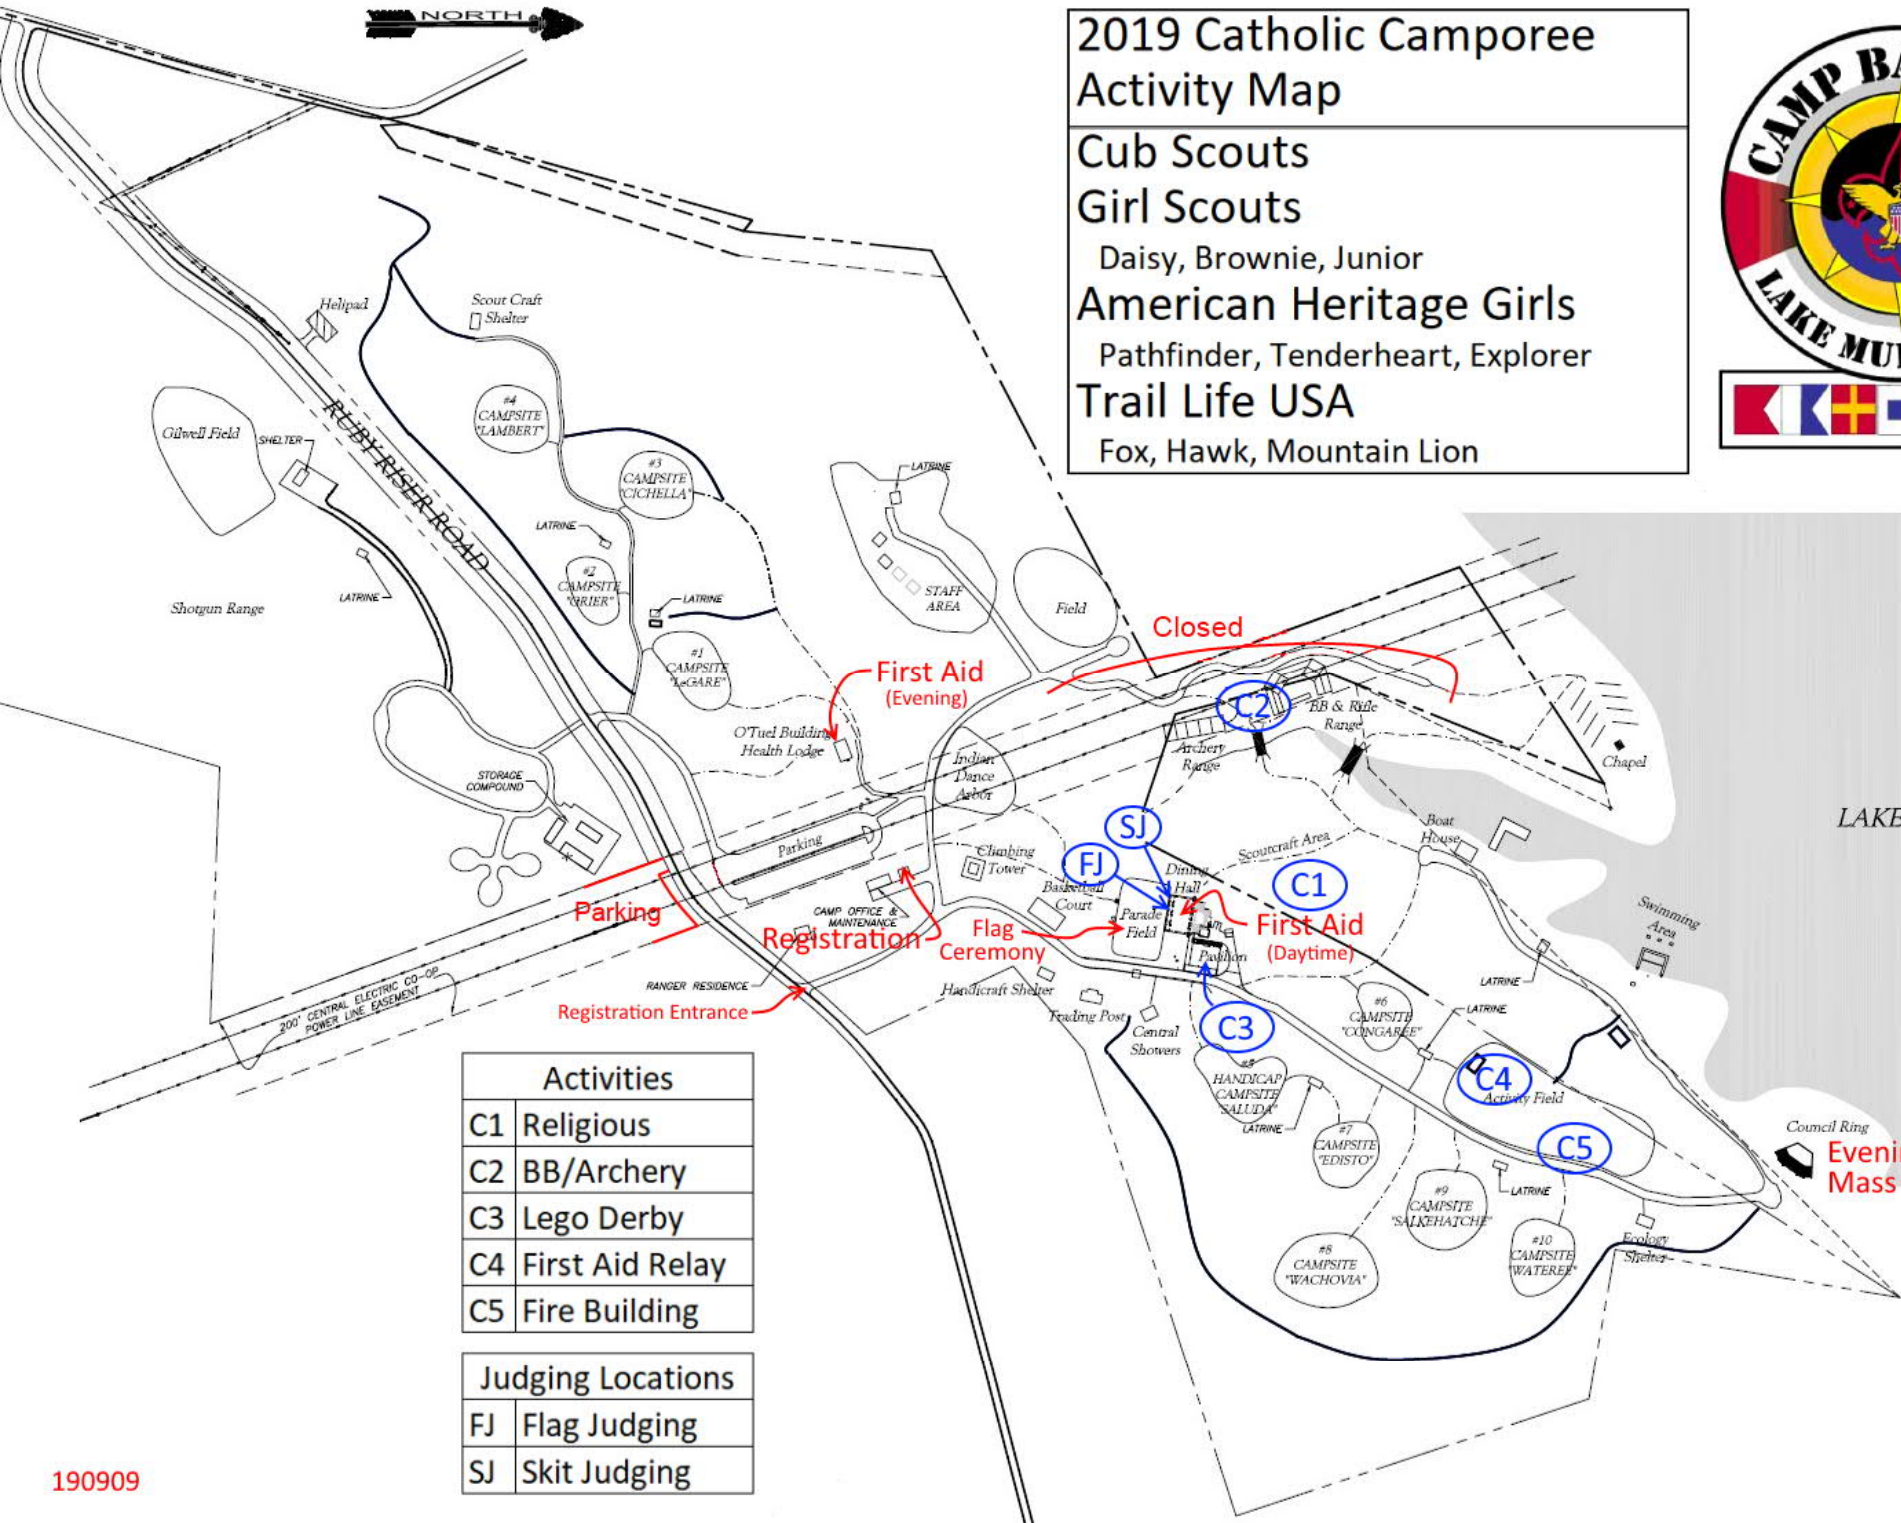 NORTH
2019 Catholic Camporee
Activity Map
Cub Scouts
Girl Scouts
Daisy, Brownie, Junior
American Heritage Girls
Pathfinder, Tenderheart, Explorer
Trail Life USA
Fox, Hawk, Mountain Lion
CAMP
LAKE
Helipad
Scout Craft
Shelter
#4
CAMPSITE
"LAMBERT"
Gilwell Field
SHELTER
RUBY RISER ROAD
#3
CAMPSITE
"CICHELLA"
LATRINE
LATRINE
#2
CAMPSITE
"GRIER"
LATRINE
LATRINE
Shotgun Range
STAFF
AREA
Field
Closed
#1
CAMPSITE
"LeGARE"
First Aid
(Evening)
O'Tuel Building
Health Lodge
C2
BB & Rifle
Range
Archery
Range
Chapel
Indian
Dance
Arbor
STORAGE
COMPOUND
LAKE
SJ
Boat
House
Scoutcraft Area
Parking
Climbing
Tower
FJ
Dining
Hall
C1
Basketball
Court
Parade
Field
Parking
CAMP OFFICE &
MAINTENANCE
Registration
Flag
Ceremony
First Aid
(Daytime)
Pavilion
Swimming
Area
LATRINE
200' CENTRAL ELECTRIC CO-OP
POWER LINE EASEMENT
RANGER RESIDENCE
Registration Entrance
Handicraft Shelter
Trading Post
Central
Showers
C3
#6
CAMPSITE
"CONGAREE"
LATRINE
#5
HANDICAP
CAMPSITE
"SALUDA"
LATRINE
C4
Activity Field
#7
CAMPSITE
"EDISTO"
C5
Council Ring
Mass
#9
CAMPSITE
"SALKEHATCHE"
LATRINE
#8
CAMPSITE
"WACHOVIA"
#10
CAMPSITE
"WATEREE"
Ecology
Shelter
Activities
C1 Religious
C2 BB/Archery
C3 Lego Derby
C4 First Aid Relay
C5 Fire Building
Judging Locations
FJ Flag Judging
SJ Skit Judging
190909